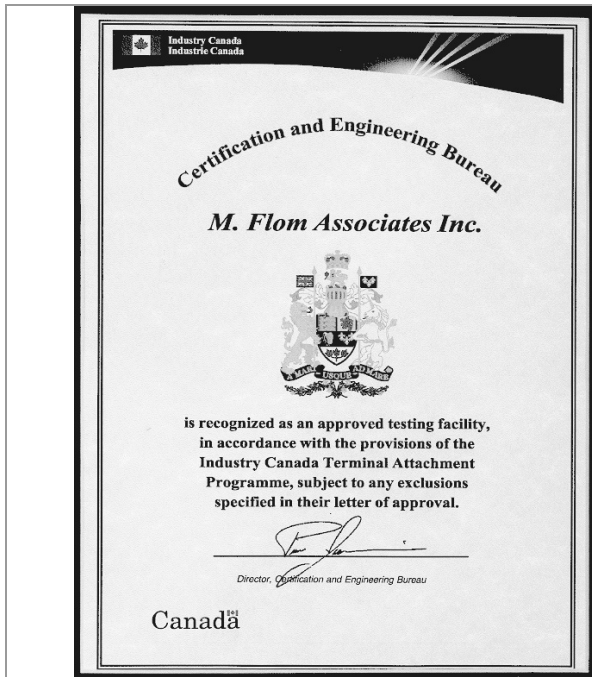 Industry Canada
Industrie Canada
Certification and Engineering Bureau
M. Flom Associates Inc.
A MARI USQUE AD MARE
is recognized as an approved testing facility,
in accordance with the provisions of the
Industry Canada Terminal Attachment
Programme, subject to any exclusions
specified in their letter of approval.
Director, Certification and Engineering Bureau
Canada